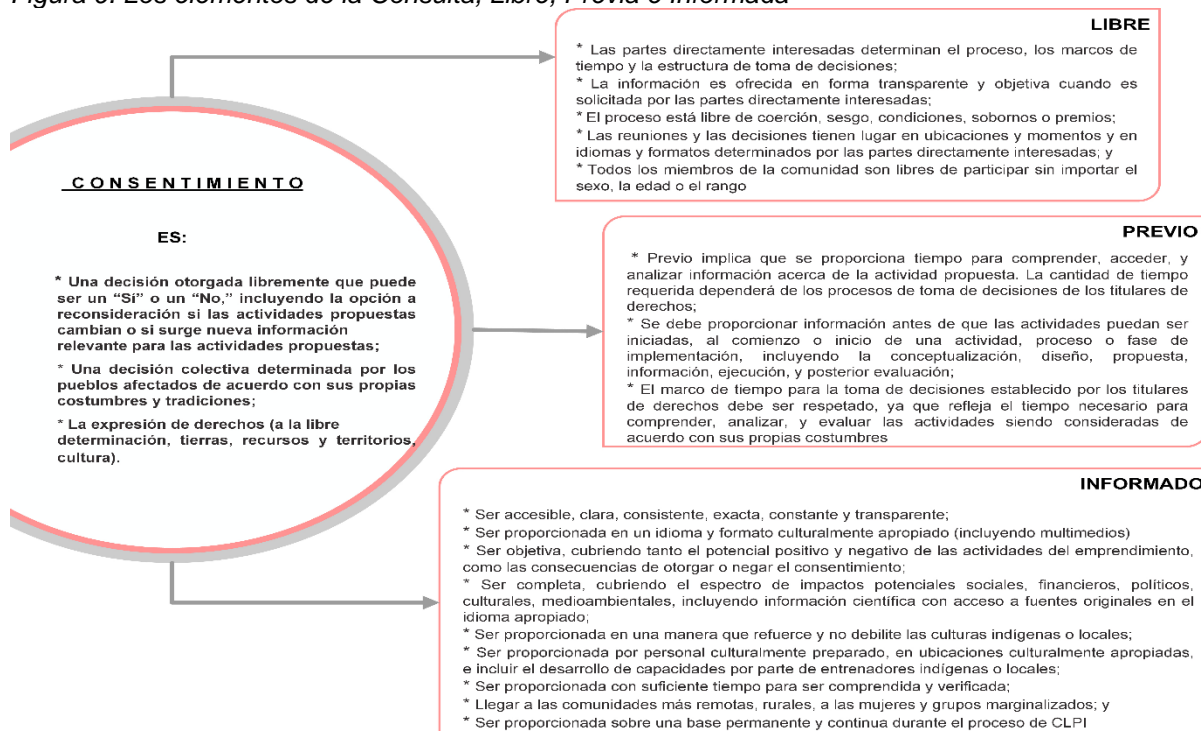 Figura 9. Los elementos de la Consulta, Libre, Previa e Informada
LIBRE
* Las partes directamente interesadas determinan el proceso, los marcos de
tiempo y la estructura de toma de decisiones;
* La información es ofrecida en forma transparente y objetiva cuando es
solicitada por las partes directamente interesadas;
* El proceso está libre de coerción, sesgo, condiciones, sobornos o premios;
* Las reuniones y las decisiones tienen lugar en ubicaciones y momentos y en
idiomas y formatos determinados por las partes directamente interesadas; y
* Todos los miembros de la comunidad son libres de participar sin importar el
sexo, la edad o el rango
CONSENTIMIENTO
ES:
* Una decisión otorgada libremente que puede
ser un “Sí” o un “No,” incluyendo la opción a
reconsideración si las actividades propuestas
cambian o si surge nueva información
relevante para las actividades propuestas;
* Una decisión colectiva determinada por los
pueblos afectados de acuerdo con sus propias
costumbres y tradiciones;
* La expresión de derechos (a la libre
determinación, tierras, recursos y territorios,
cultura).
PREVIO
* Previo implica que se proporciona tiempo para comprender, acceder, y
analizar información acerca de la actividad propuesta. La cantidad de tiempo
requerida dependerá de los procesos de toma de decisiones de los titulares de
derechos;
* Se debe proporcionar información antes de que las actividades puedan ser
iniciadas, al comienzo o inicio de una actividad, proceso o fase de
implementación, incluyendo la conceptualización, diseño, propuesta,
información, ejecución, y posterior evaluación;
* El marco de tiempo para la toma de decisiones establecido por los titulares
de derechos debe ser respetado, ya que refleja el tiempo necesario para
comprender, analizar, y evaluar las actividades siendo consideradas de
acuerdo con sus propias costumbres
INFORMADO
* Ser accesible, clara, consistente, exacta, constante y transparente;
* Ser proporcionada en un idioma y formato culturalmente apropiado (incluyendo multimedios)
* Ser objetiva, cubriendo tanto el potencial positivo y negativo de las actividades del emprendimiento,
como las consecuencias de otorgar o negar el consentimiento;
* Ser completa, cubriendo el espectro de impactos potenciales sociales, financieros, políticos,
culturales, medioambientales, incluyendo información científica con acceso a fuentes originales en el
idioma apropiado;
* Ser proporcionada en una manera que refuerce y no debilite las culturas indígenas o locales;
* Ser proporcionada por personal culturalmente preparado, en ubicaciones culturalmente apropiadas,
e incluir el desarrollo de capacidades por parte de entrenadores indígenas o locales;
* Ser proporcionada con suficiente tiempo para ser comprendida y verificada;
* Llegar a las comunidades más remotas, rurales, a las mujeres y grupos marginalizados; y
* Ser proporcionada sobre una base permanente y continua durante el proceso de CLPI